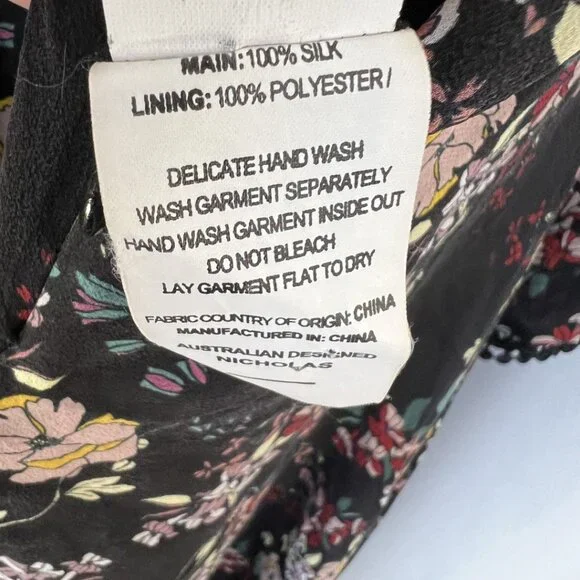 MAIN: 100% SILK
LINING: 100% POLYESTER /
DELICATE HAND WASH
WASH GARMENT SEPARATELY
HAND WASH GARMENT INSIDE OUT
DO NOT BLEACH
LAY GARMENT FLAT TO DRY
FABRIC COUNTRY OF ORIGIN: CHINA
MANUFACTURED IN: CHINA
AUSTRALIAN DESIGNED
NICHOLAS